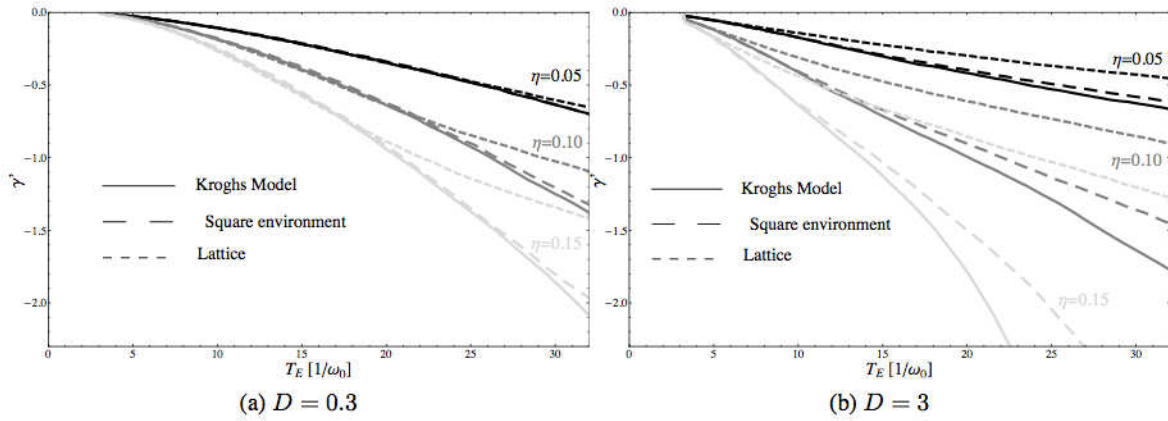 0.0
-0.5
-1.0
-1.5
-2.0
γ'
η=0.05
η=0.10
η=0.15
Kroghs Model
Square environment
Lattice
0 5 10 15 20 25 30
T_E [1/ω₀]
(a) D = 0.3
0.0
-0.5
-1.0
-1.5
-2.0
γ'
η=0.05
η=0.10
η=0.15
Kroghs Model
Square environment
Lattice
0 5 10 15 20 25 30
T_E [1/ω₀]
(b) D = 3